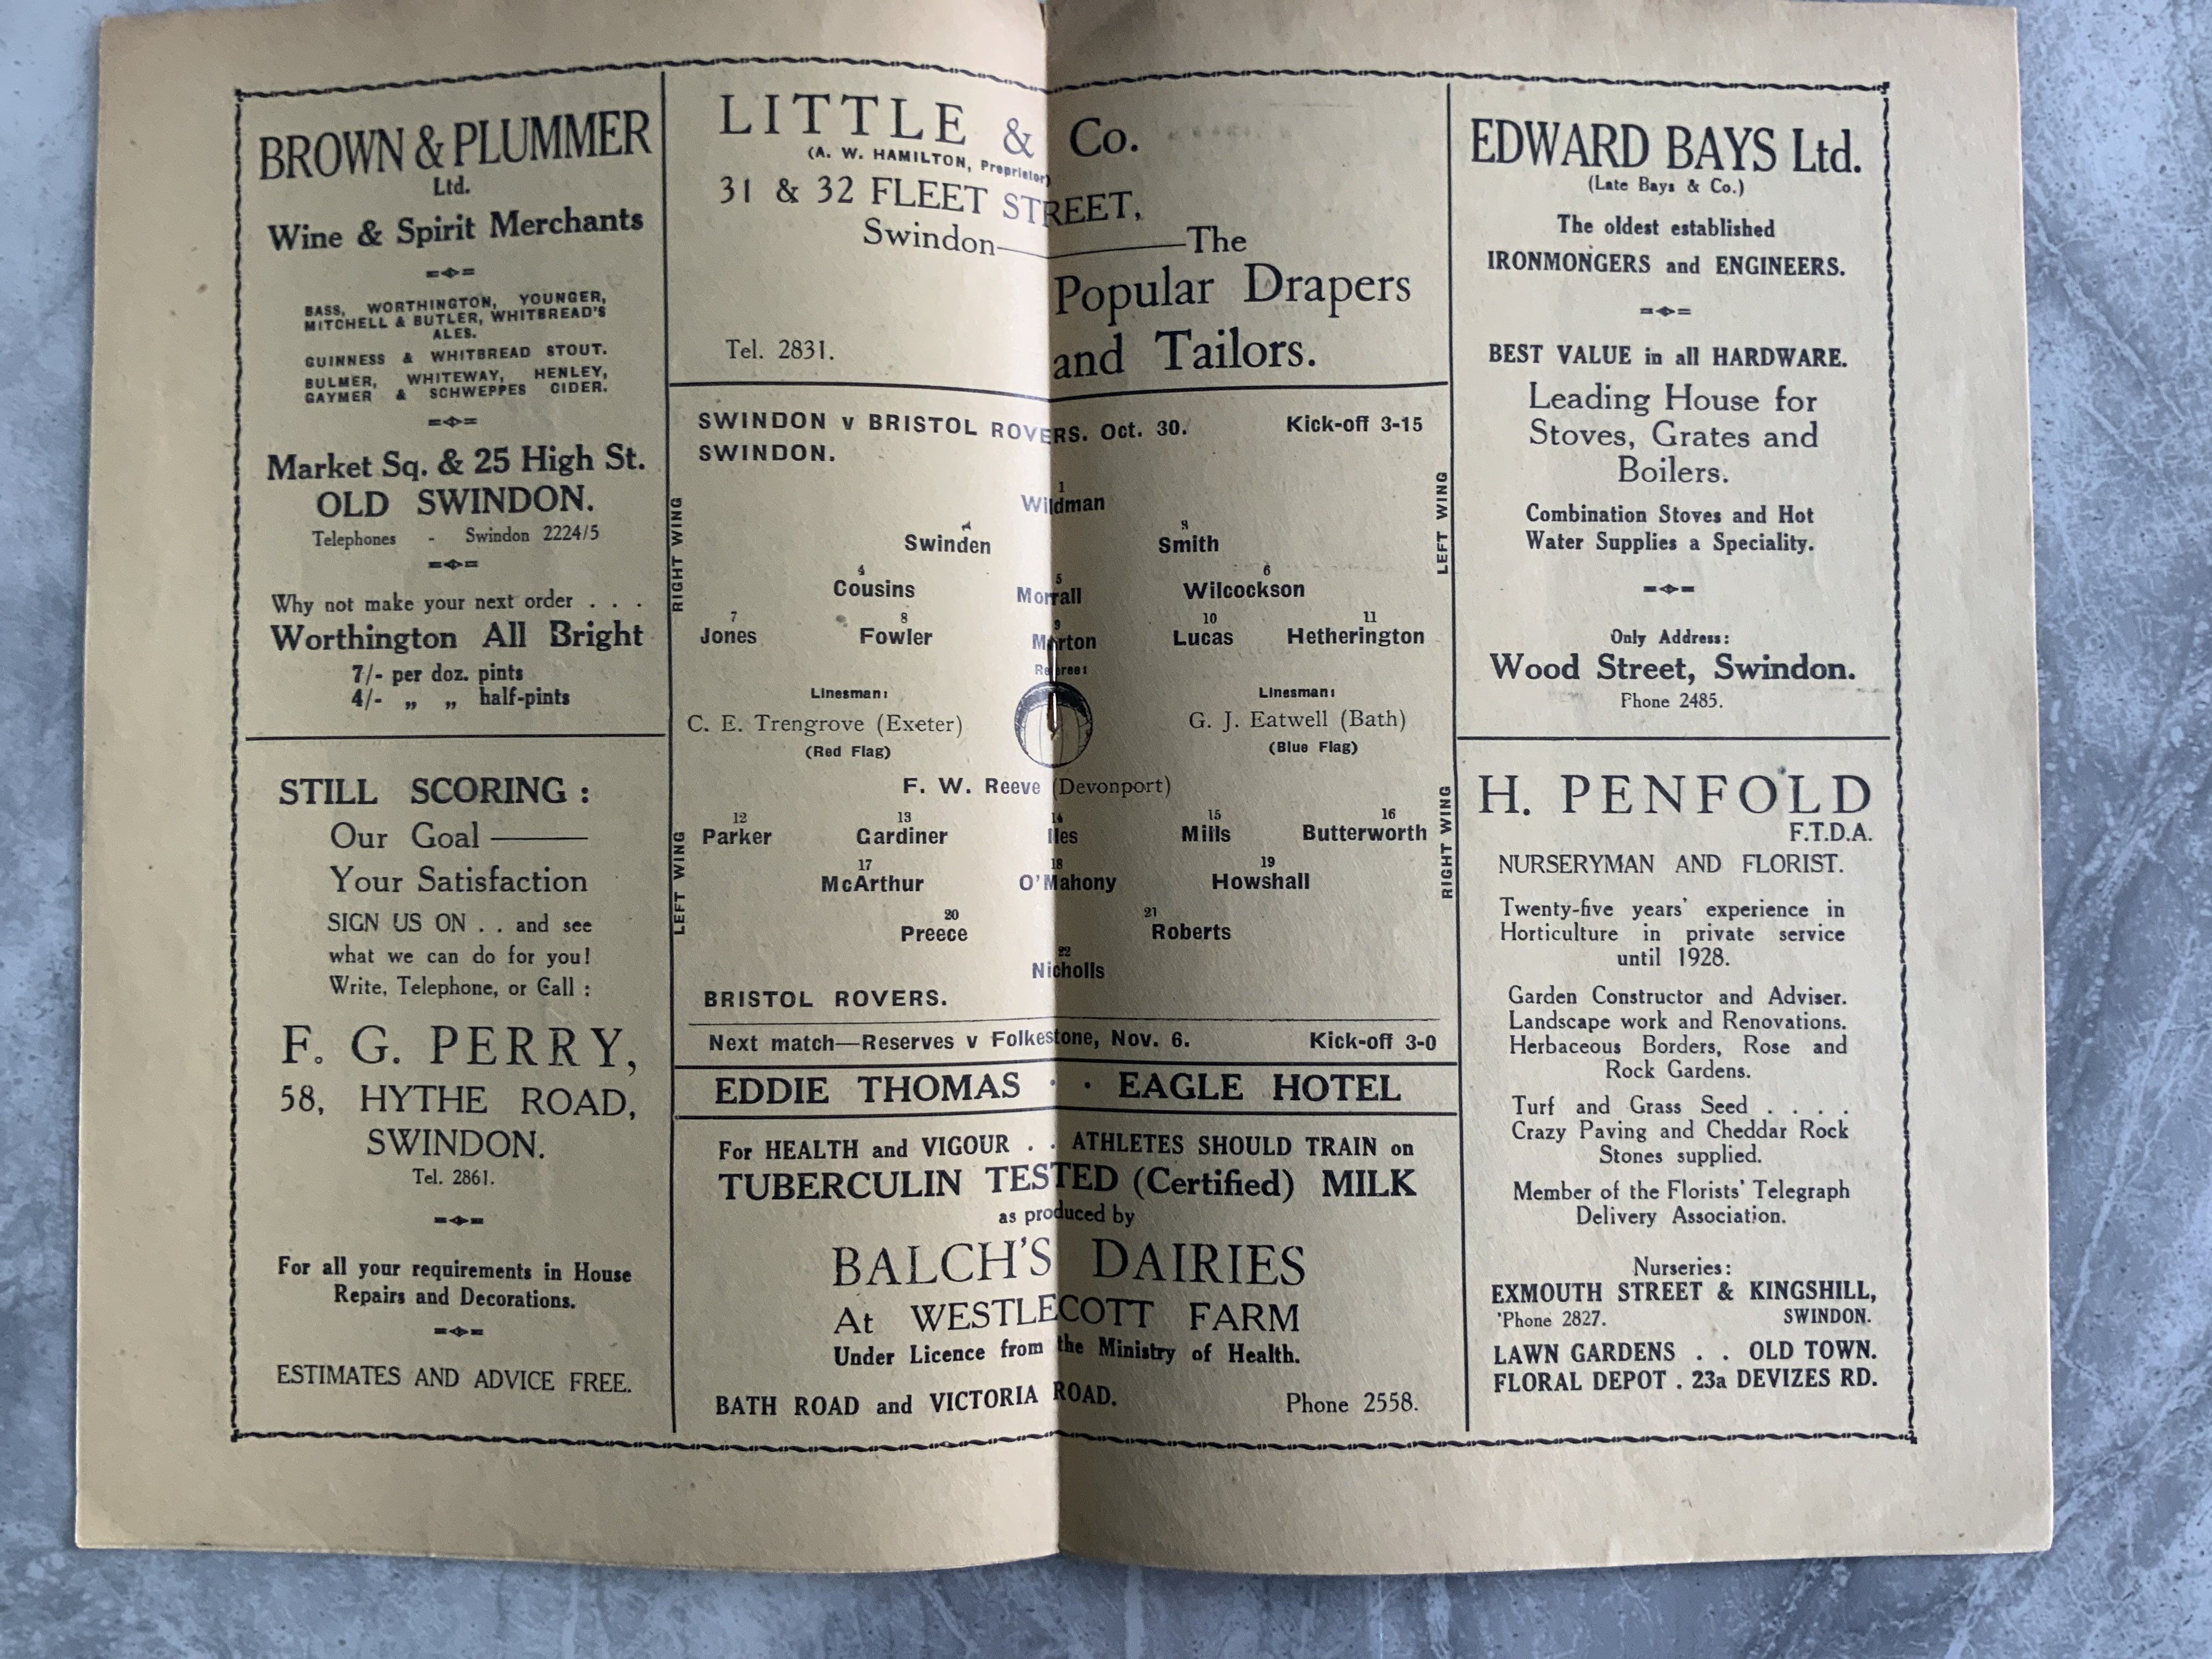 BROWN & PLUMMER
Ltd.
Wine & Spirit Merchants
BASS, WORTHINGTON, YOUNGER,
MITCHELL & BUTLER, WHITBREAD'S
ALES.
GUINNESS & WHITBREAD STOUT.
BULMER, WHITEWAY, HENLEY,
GAYMER & SCHWEPPES CIDER.
Market Sq. & 25 High St.
OLD SWINDON.
Telephones - Swindon 2224/5
Why not make your next order . . .
Worthington All Bright
7/- per doz. pints
4/- „ „ half-pints
STILL SCORING :
Our Goal ———
Your Satisfaction
SIGN US ON . . and see
what we can do for you!
Write, Telephone, or Call :
F. G. PERRY,
58, HYTHE ROAD,
SWINDON.
Tel. 2861.
For all your requirements in House
Repairs and Decorations.
ESTIMATES AND ADVICE FREE.
LITTLE & Co.
(A. W. HAMILTON, Proprietor)
31 & 32 FLEET STREET,
Swindon————The
Popular Drapers
Tel. 2831. and Tailors.
SWINDON v BRISTOL ROVERS. Oct. 30. Kick-off 3-15
SWINDON.
RIGHT WING
LEFT WING
1
Wildman
2 3
Swinden Smith
4 5 6
Cousins Morrall Wilcockson
7 8 9 10 11
Jones Fowler Morton Lucas Hetherington
Referee:
Linesman: Linesman:
C. E. Trengrove (Exeter) G. J. Eatwell (Bath)
(Red Flag) (Blue Flag)
F. W. Reeve (Devonport)
LEFT WING
RIGHT WING
12 13 14 15 16
Parker Gardiner Iles Mills Butterworth
17 18 19
McArthur O'Mahony Howshall
20 21
Preece Roberts
22
Nicholls
BRISTOL ROVERS.
Next match—Reserves v Folkestone, Nov. 6. Kick-off 3-0
EDDIE THOMAS · · EAGLE HOTEL
For HEALTH and VIGOUR . . ATHLETES SHOULD TRAIN on
TUBERCULIN TESTED (Certified) MILK
as produced by
BALCH'S DAIRIES
At WESTLECOTT FARM
Under Licence from the Ministry of Health.
BATH ROAD and VICTORIA ROAD. Phone 2558.
EDWARD BAYS Ltd.
(Late Bays & Co.)
The oldest established
IRONMONGERS and ENGINEERS.
BEST VALUE in all HARDWARE.
Leading House for
Stoves, Grates and
Boilers.
Combination Stoves and Hot
Water Supplies a Speciality.
Only Address:
Wood Street, Swindon.
Phone 2485.
H. PENFOLD
F.T.D.A.
NURSERYMAN AND FLORIST.
Twenty-five years' experience in
Horticulture in private service
until 1928.
Garden Constructor and Adviser.
Landscape work and Renovations.
Herbaceous Borders, Rose and
Rock Gardens.
Turf and Grass Seed . . . .
Crazy Paving and Cheddar Rock
Stones supplied.
Member of the Florists' Telegraph
Delivery Association.
Nurseries:
EXMOUTH STREET & KINGSHILL,
'Phone 2827. SWINDON.
LAWN GARDENS . . OLD TOWN.
FLORAL DEPOT . 23a DEVIZES RD.